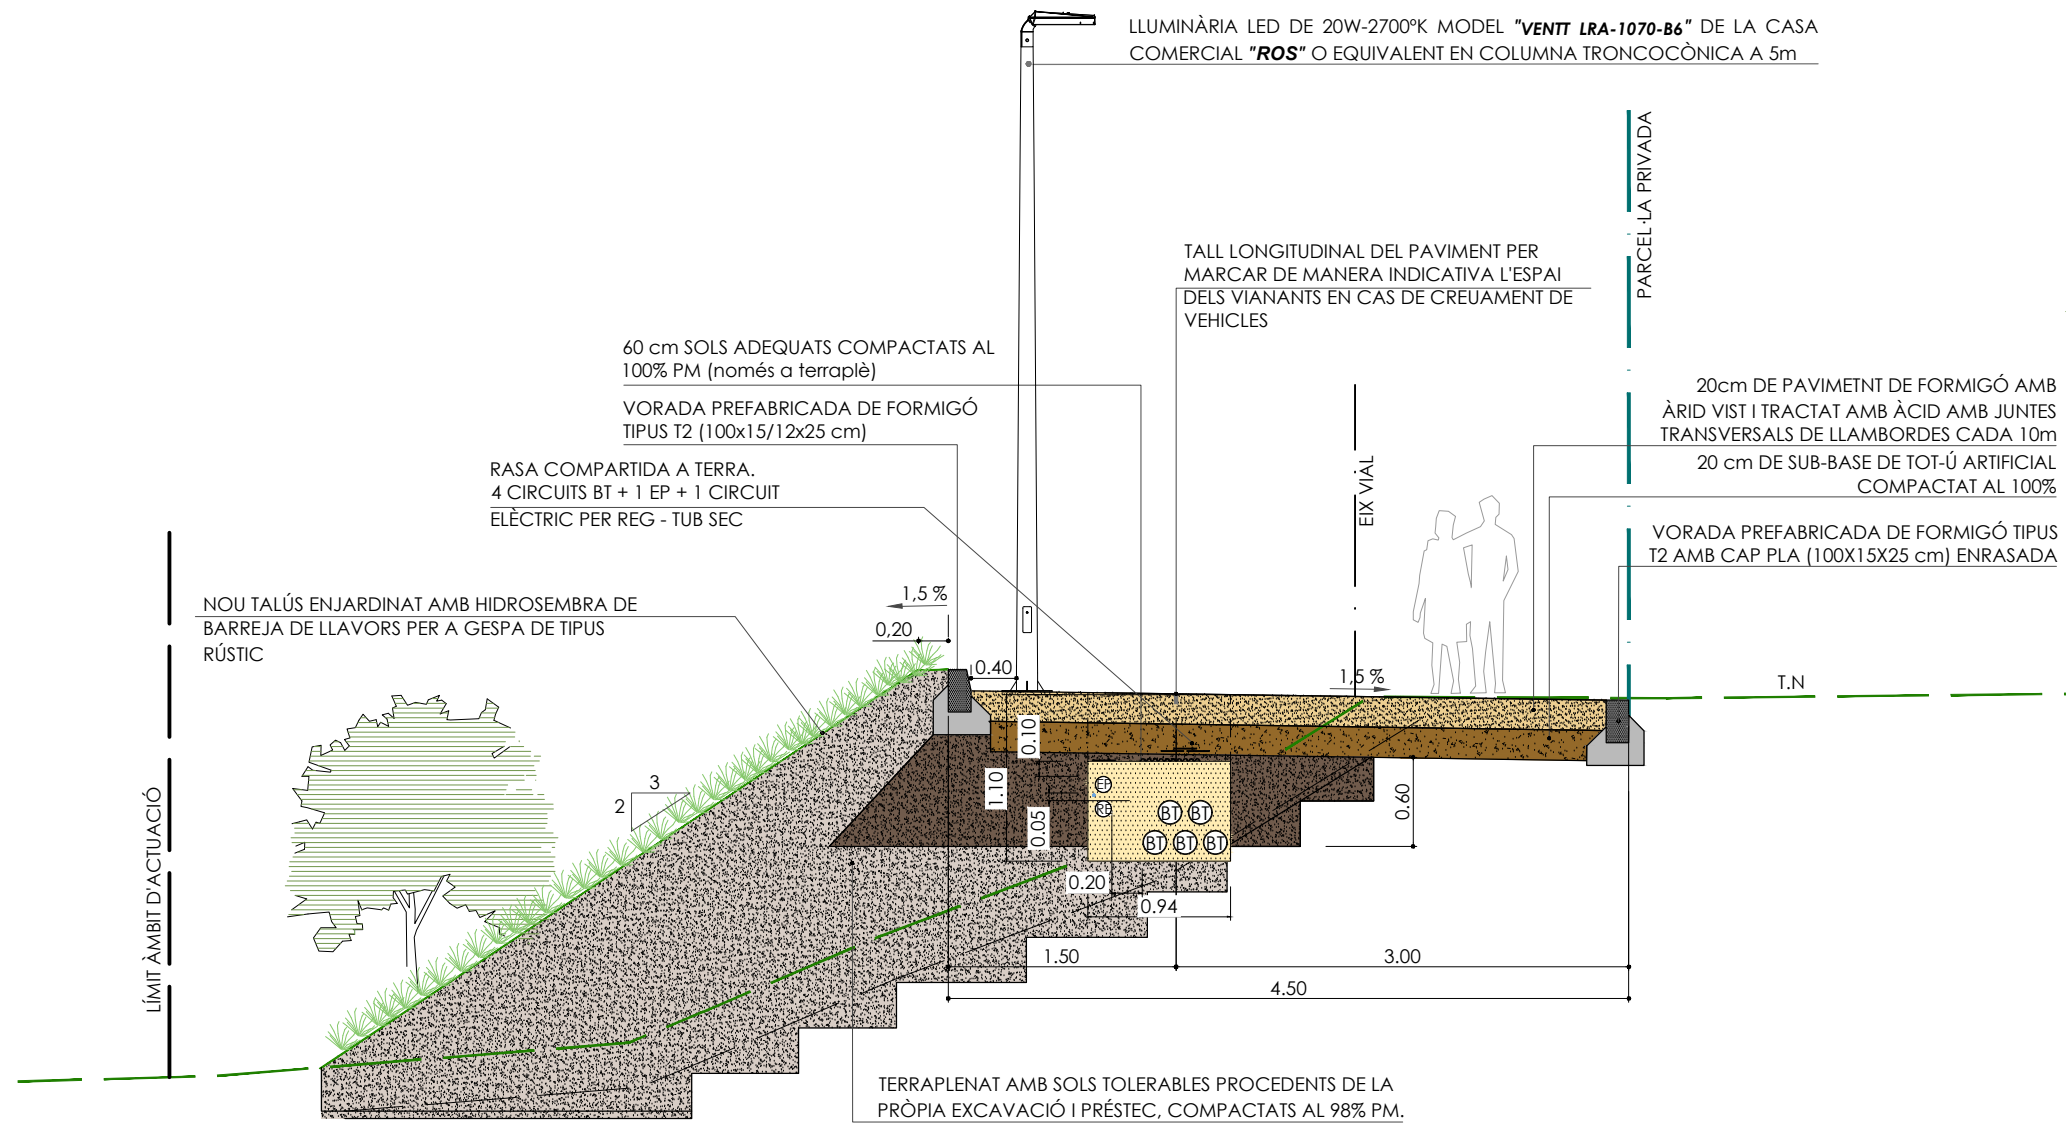 LLUMINÀRIA LED DE 20W-2700ºK MODEL "VENTT LRA-1070-B6" DE LA CASA
COMERCIAL "ROS" O EQUIVALENT EN COLUMNA TRONCOCÒNICA A 5m
PARCEL·LA PRIVADA
TALL LONGITUDINAL DEL PAVIMENT PER
MARCAR DE MANERA INDICATIVA L'ESPAI
DELS VIANANTS EN CAS DE CREUAMENT DE
VEHICLES
60 cm SOLS ADEQUATS COMPACTATS AL
100% PM (només a terraplè)
VORADA PREFABRICADA DE FORMIGÓ
TIPUS T2 (100x15/12x25 cm)
RASA COMPARTIDA A TERRA.
4 CIRCUITS BT + 1 EP + 1 CIRCUIT
ELÈCTRIC PER REG - TUB SEC
NOU TALÚS ENJARDINAT AMB HIDROSEMBRA DE
BARREJA DE LLAVORS PER A GESPA DE TIPUS
RÚSTIC
20cm DE PAVIMETNT DE FORMIGÓ AMB
ÀRID VIST I TRACTAT AMB ÀCID AMB JUNTES
TRANSVERSALS DE LLAMBORDES CADA 10m
20 cm DE SUB-BASE DE TOT-Ú ARTIFICIAL
COMPACTAT AL 100%
VORADA PREFABRICADA DE FORMIGÓ TIPUS
T2 AMB CAP PLA (100X15X25 cm) ENRASADA
EIX VIÀL
LÍMIT ÀMBIT D'ACTUACIÓ
1,5 %
0,20
0.40
1,5 %
T.N
0.10
1.10
0.05
EP
RE
BT BT
BT BT BT
0.60
3
2
0.20
0.94
1.50
3.00
4.50
TERRAPLENAT AMB SOLS TOLERABLES PROCEDENTS DE LA
PRÒPIA EXCAVACIÓ I PRÉSTEC, COMPACTATS AL 98% PM.